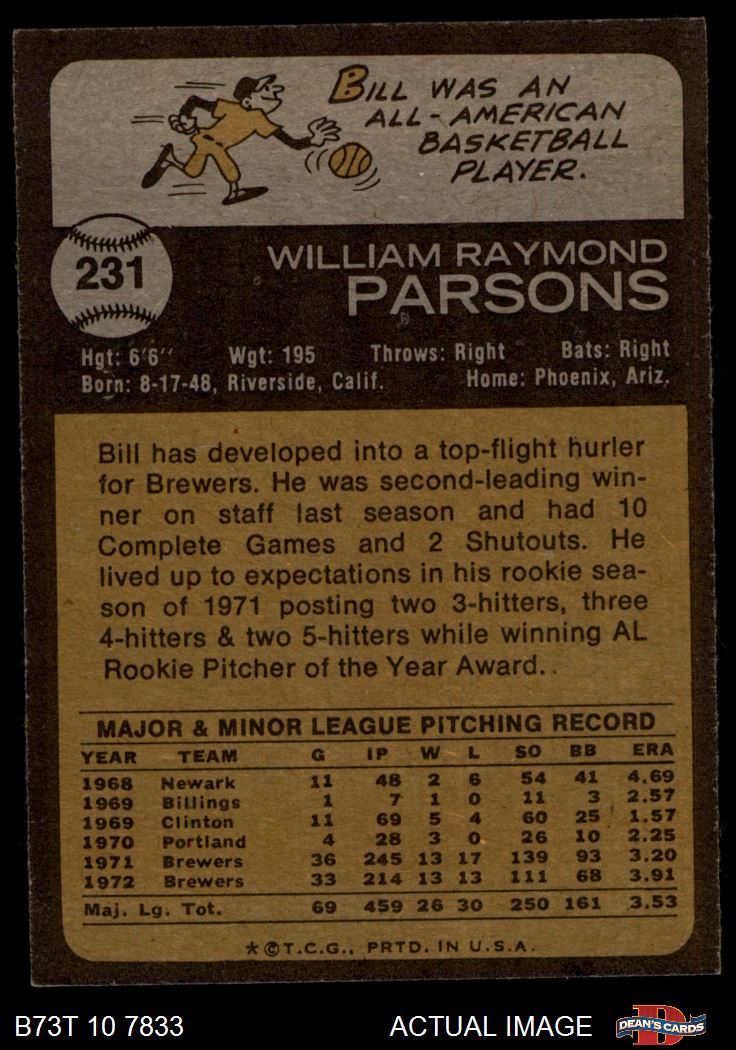 BILL WAS AN
ALL-AMERICAN
BASKETBALL
PLAYER.
231
WILLIAM RAYMOND
PARSONS
Hgt: 6'6" Wgt: 195 Throws: Right Bats: Right
Born: 8-17-48, Riverside, Calif. Home: Phoenix, Ariz.
Bill has developed into a top-flight hurler
for Brewers. He was second-leading win-
ner on staff last season and had 10
Complete Games and 2 Shutouts. He
lived up to expectations in his rookie sea-
son of 1971 posting two 3-hitters, three
4-hitters & two 5-hitters while winning AL
Rookie Pitcher of the Year Award..
MAJOR & MINOR LEAGUE PITCHING RECORD
YEAR TEAM G IP W L SO BB ERA
1968 Newark 11 48 2 6 54 41 4.69
1969 Billings 1 7 1 0 11 3 2.57
1969 Clinton 11 69 5 4 60 25 1.57
1970 Portland 4 28 3 0 26 10 2.25
1971 Brewers 36 245 13 17 139 93 3.20
1972 Brewers 33 214 13 13 111 68 3.91
Maj. Lg. Tot. 69 459 26 30 250 161 3.53
*©T.C.G., PRTD. IN U.S.A.
B73T 10 7833 ACTUAL IMAGE D DEAN'S CARDS